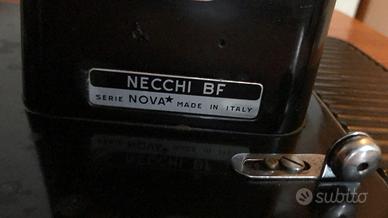 NECCHI BF
SERIE NOVA★ MADE IN ITALY
subito